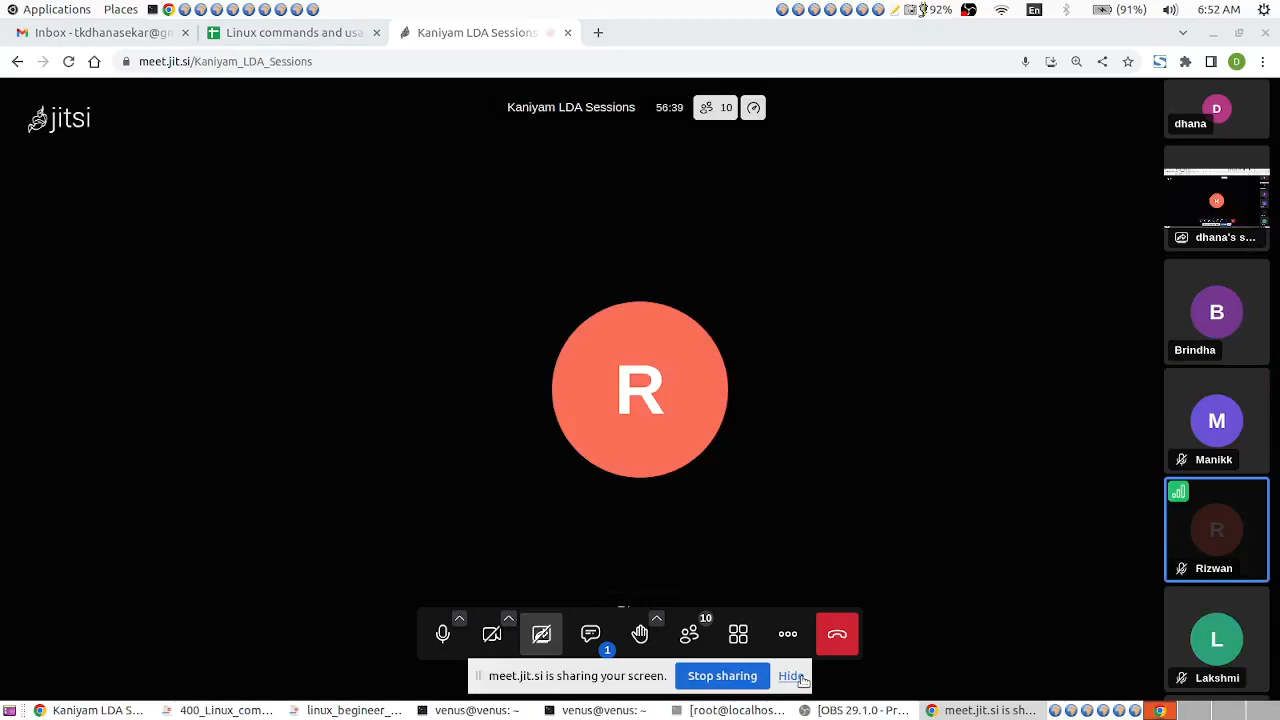 Applications Places 92% En (91%) 6:52 AM
Inbox - tkdhanasekar@gn Linux commands and usa Kaniyam LDA Sessions
meet.jit.si/Kaniyam_LDA_Sessions D
jitsi
Kaniyam LDA Sessions 56:39 10
D
dhana
R
dhana's s...
B
Brindha
R
M
Manikk
R
Rizwan
L
Lakshmi
10
1
meet.jit.si is sharing your screen. Stop sharing Hide
Kaniyam LDA S... 400_Linux_com... linux_begineer_... venus@venus: ~ venus@venus: ~ [root@localhos... [OBS 29.1.0 - Pr... meet.jit.si is sh...